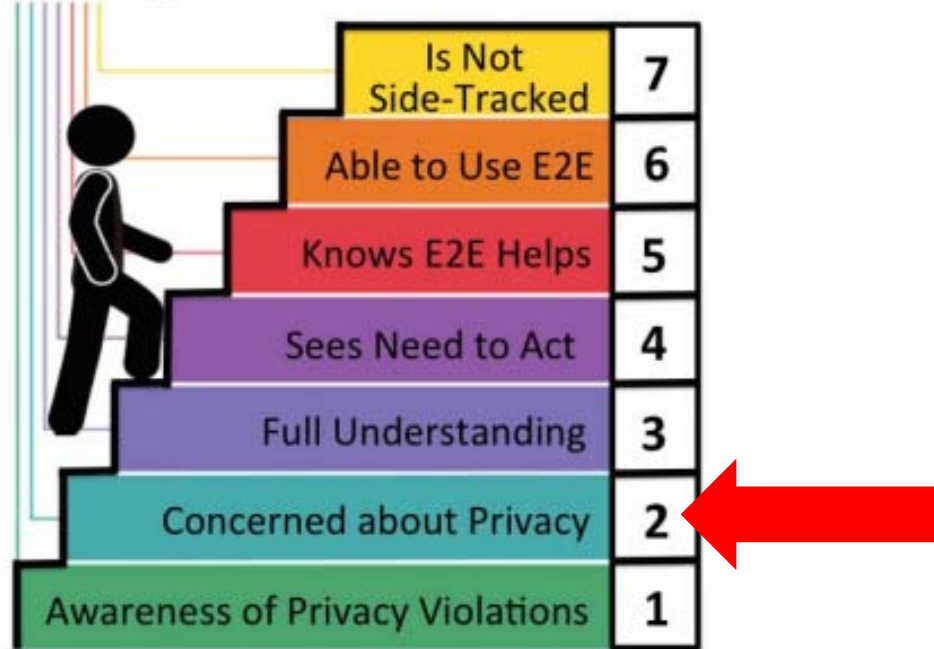 Is Not
Side-Tracked
7
Able to Use E2E
6
Knows E2E Helps
5
Sees Need to Act
4
Full Understanding
3
Concerned about Privacy
2
Awareness of Privacy Violations
1